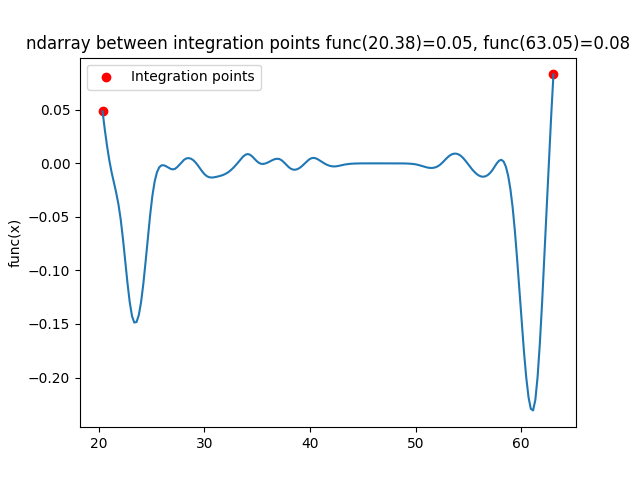 ndarray between integration points func(20.38)=0.05, func(63.05)=0.08
Integration points
func(x)
0.05
0.00
−0.05
−0.10
−0.15
−0.20
20 30 40 50 60